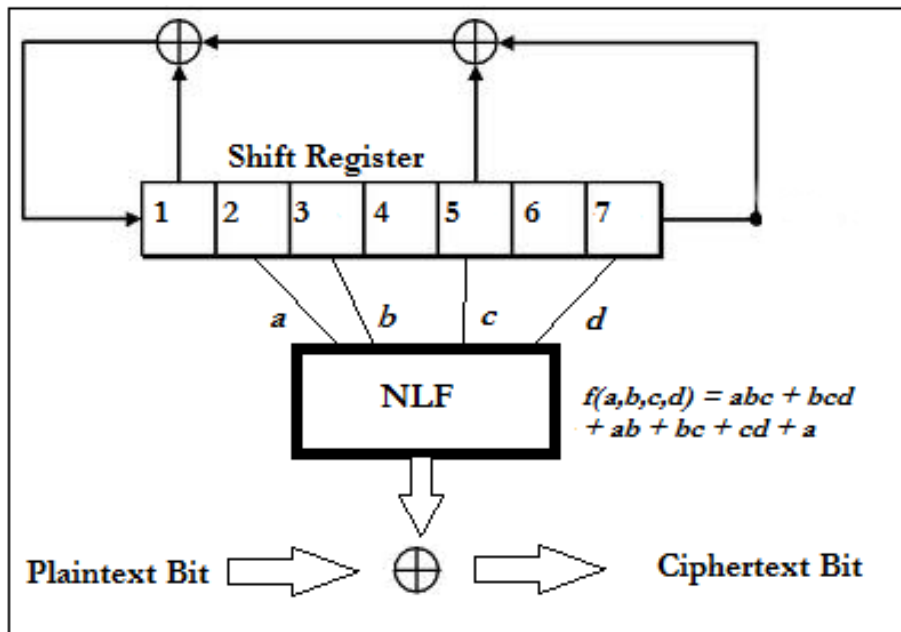 Shift Register
1 2 3 4 5 6 7
a b c d
NLF
f(a,b,c,d) = abc + bcd
+ ab + bc + cd + a
Plaintext Bit
Ciphertext Bit